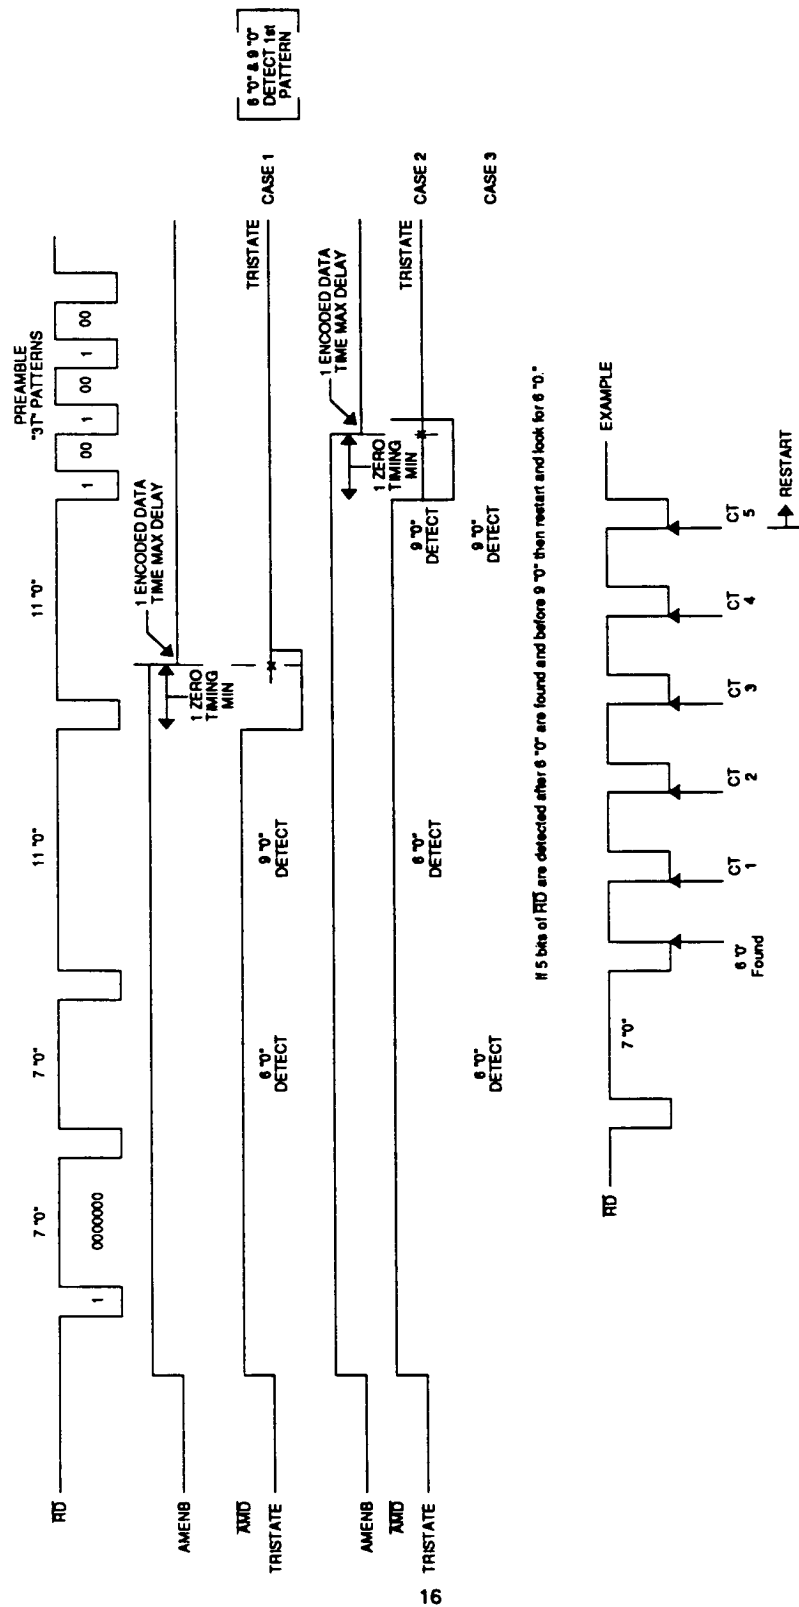 RD
7 "0"
7 "0"
11 "0"
11 "0"
PREAMBLE
"3T" PATTERNS
1
0000000
1
00
1
00
1
00
AMENB
1 ZERO
TIMING
MIN
1 ENCODED DATA
TIME MAX DELAY
AMD
TRISTATE
6 "0"
DETECT
9 "0"
DETECT
TRISTATE
CASE 1
6 "0" & 9 "0"
DETECT 1st
PATTERN
AMENB
1 ZERO
TIMING
MIN
1 ENCODED DATA
TIME MAX DELAY
AMD
TRISTATE
6 "0"
DETECT
9 "0"
DETECT
TRISTATE
CASE 2
6 "0"
DETECT
9 "0"
DETECT
CASE 3
If 5 bits of RD are detected after 6 "0" are found and before 9 "0" then restart and look for 6 "0."
RD
7 "0"
EXAMPLE
6 "0"
Found
CT
1
CT
2
CT
3
CT
4
CT
5
RESTART
16